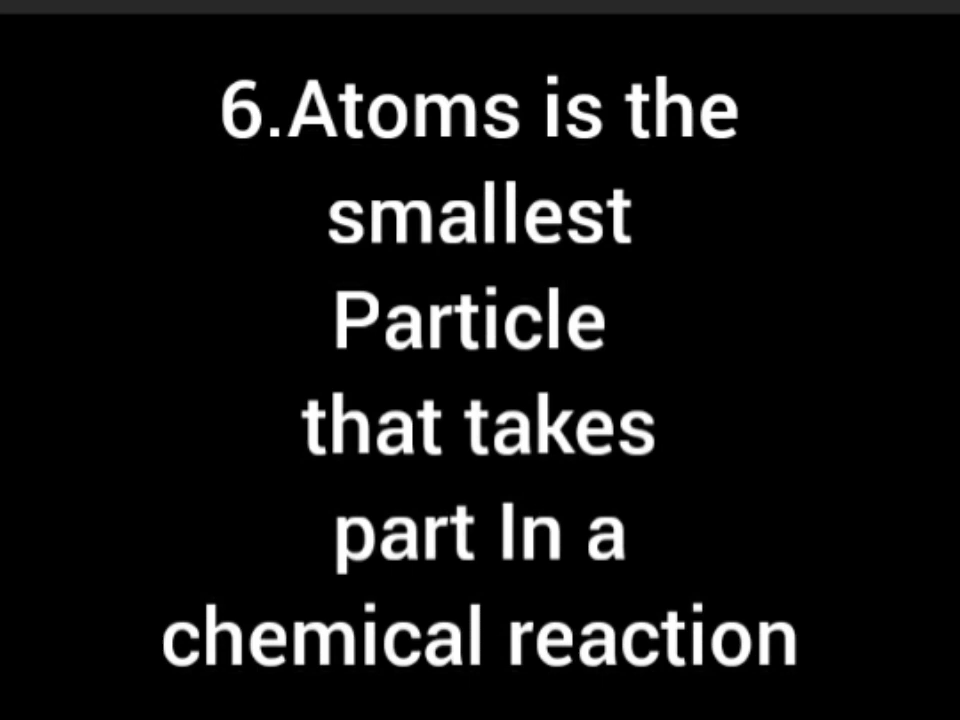 6.Atoms is the
smallest
Particle
that takes
part In a
chemical reaction